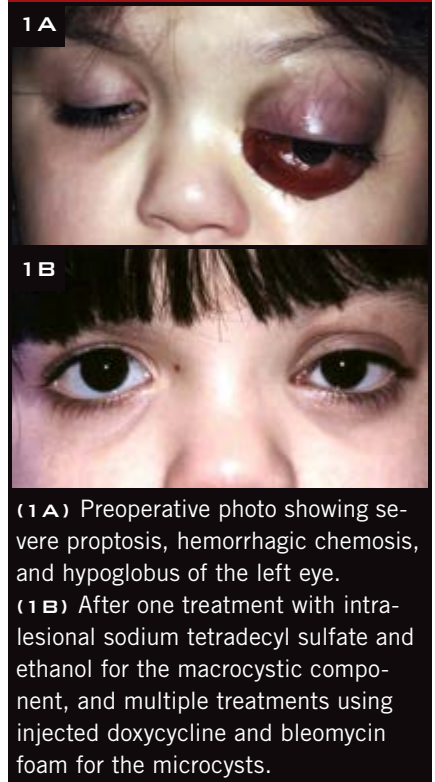 1A
1B
(1A) Preoperative photo showing se-
vere proptosis, hemorrhagic chemosis,
and hypoglobus of the left eye.
(1B) After one treatment with intra-
lesional sodium tetradecyl sulfate and
ethanol for the macrocystic compo-
nent, and multiple treatments using
injected doxycycline and bleomycin
foam for the microcysts.